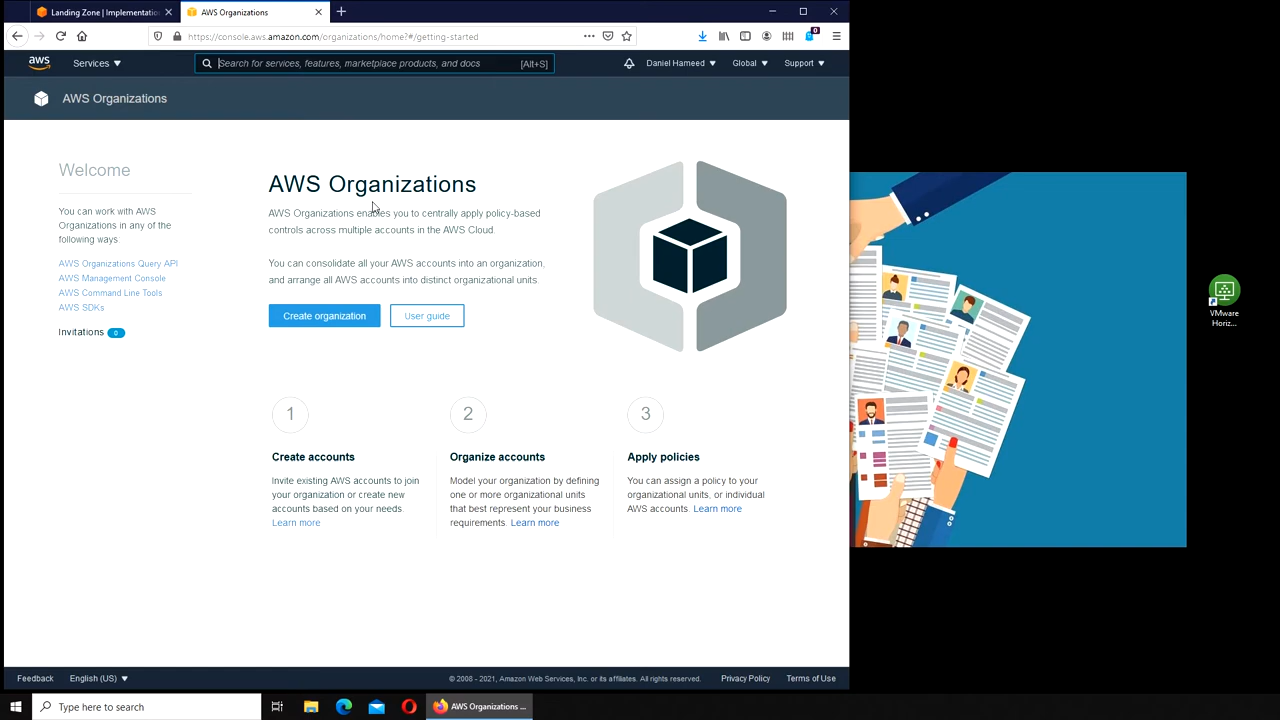 Landing Zone | Implementatio
AWS Organizations
https://console.aws.amazon.com/organizations/home?#/getting-started
0
aws
Services
Search for services, features, marketplace products, and docs
[Alt+S]
Daniel Hameed
Global
Support
AWS Organizations
Welcome
You can work with AWS
Organizations in any of the
following ways:
AWS Organizations Query API
AWS Management Console
AWS Command Line Tools
AWS SDKs
Invitations 0
AWS Organizations
AWS Organizations enables you to centrally apply policy-based
controls across multiple accounts in the AWS Cloud.
You can consolidate all your AWS accounts into an organization,
and arrange all AWS accounts into distinct organizational units.
Create organization
User guide
1
Create accounts
Invite existing AWS accounts to join
your organization or create new
accounts based on your needs.
Learn more
2
Organize accounts
Model your organization by defining
one or more organizational units
that best represent your business
requirements. Learn more
3
Apply policies
You can assign a policy to your
organizational units, or individual
AWS accounts. Learn more
VMware
Horiz...
Feedback
English (US)
© 2008 - 2021, Amazon Web Services, Inc. or its affiliates. All rights reserved.
Privacy Policy
Terms of Use
Type here to search
AWS Organizations ...